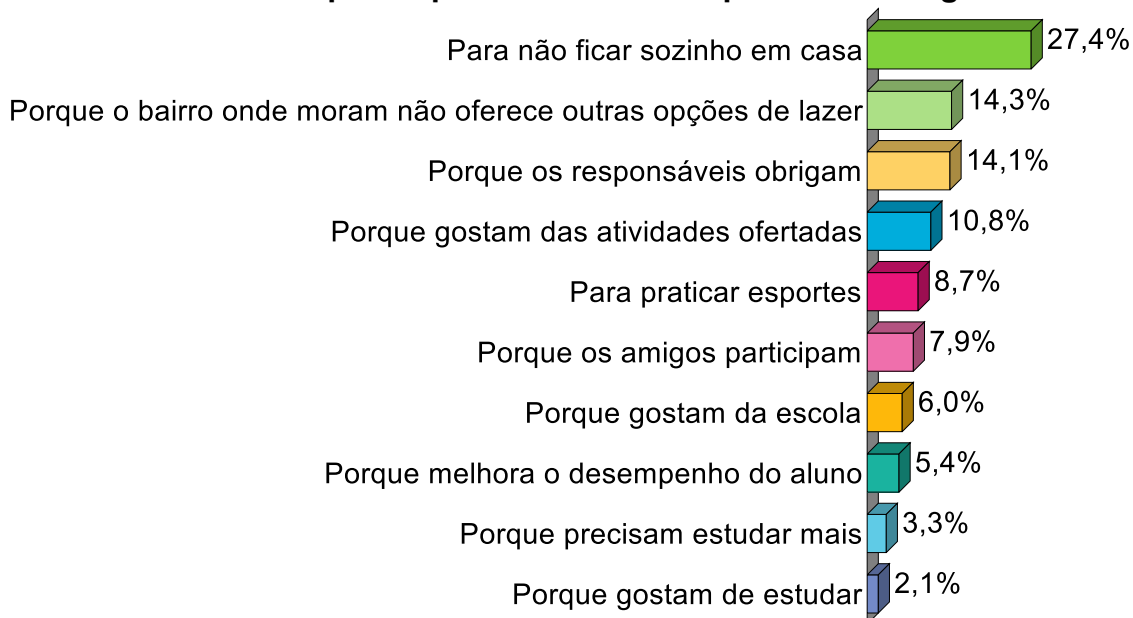 Para não ficar sozinho em casa 27,4%
Porque o bairro onde moram não oferece outras opções de lazer 14,3%
Porque os responsáveis obrigam 14,1%
Porque gostam das atividades ofertadas 10,8%
Para praticar esportes 8,7%
Porque os amigos participam 7,9%
Porque gostam da escola 6,0%
Porque melhora o desempenho do aluno 5,4%
Porque precisam estudar mais 3,3%
Porque gostam de estudar 2,1%